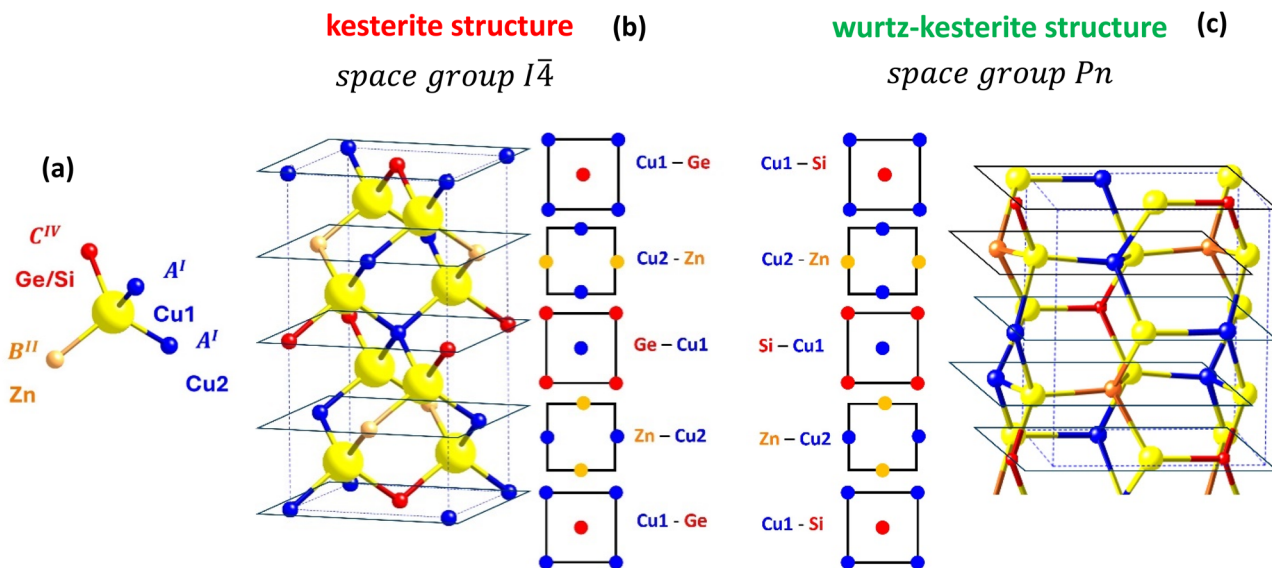 kesterite structure (b)
space group I4̅
wurtz-kesterite structure (c)
space group Pn
(a)
C^IV
Ge/Si
A^I
Cu1
A^I
Cu2
B^II
Zn
Cu1 – Ge
Cu2 - Zn
Ge – Cu1
Zn – Cu2
Cu1 - Ge
Cu1 – Si
Cu2 - Zn
Si – Cu1
Zn – Cu2
Cu1 - Si